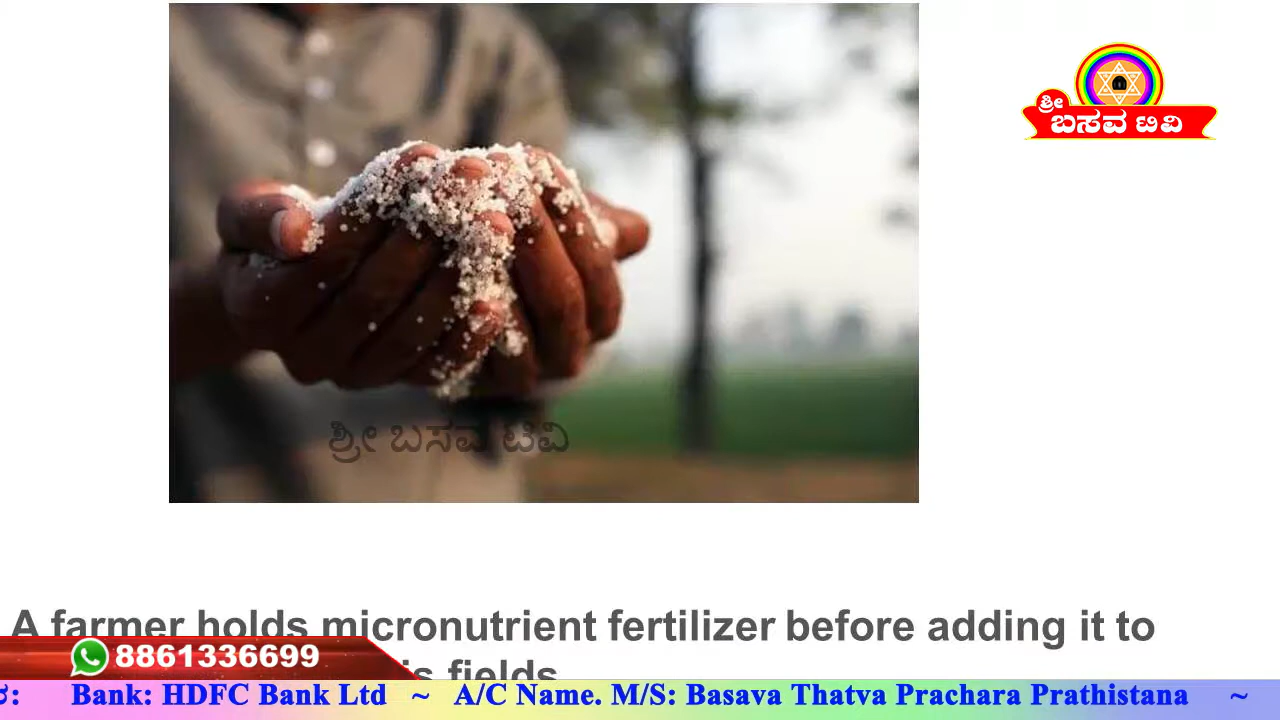 ಶ್ರೀ
ಬಸವ ಟಿವಿ
ಶ್ರೀ ಬಸವ ಟಿವಿ
A farmer holds micronutrient fertilizer before adding it to
fields
8861336699
Bank: HDFC Bank Ltd ~ A/C Name. M/S: Basava Thatva Prachara Prathistana ~